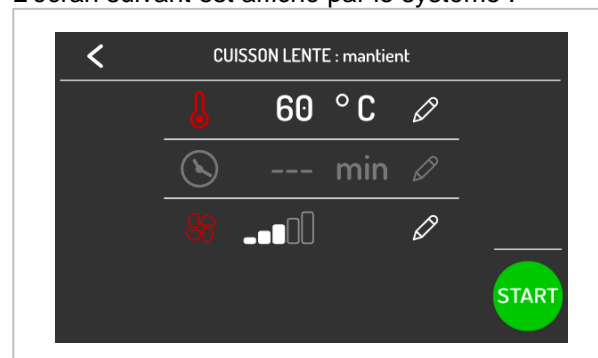 L'écran suivant est affiché par le système :
CUISSON LENTE : mantient
60 °C
--- min
START